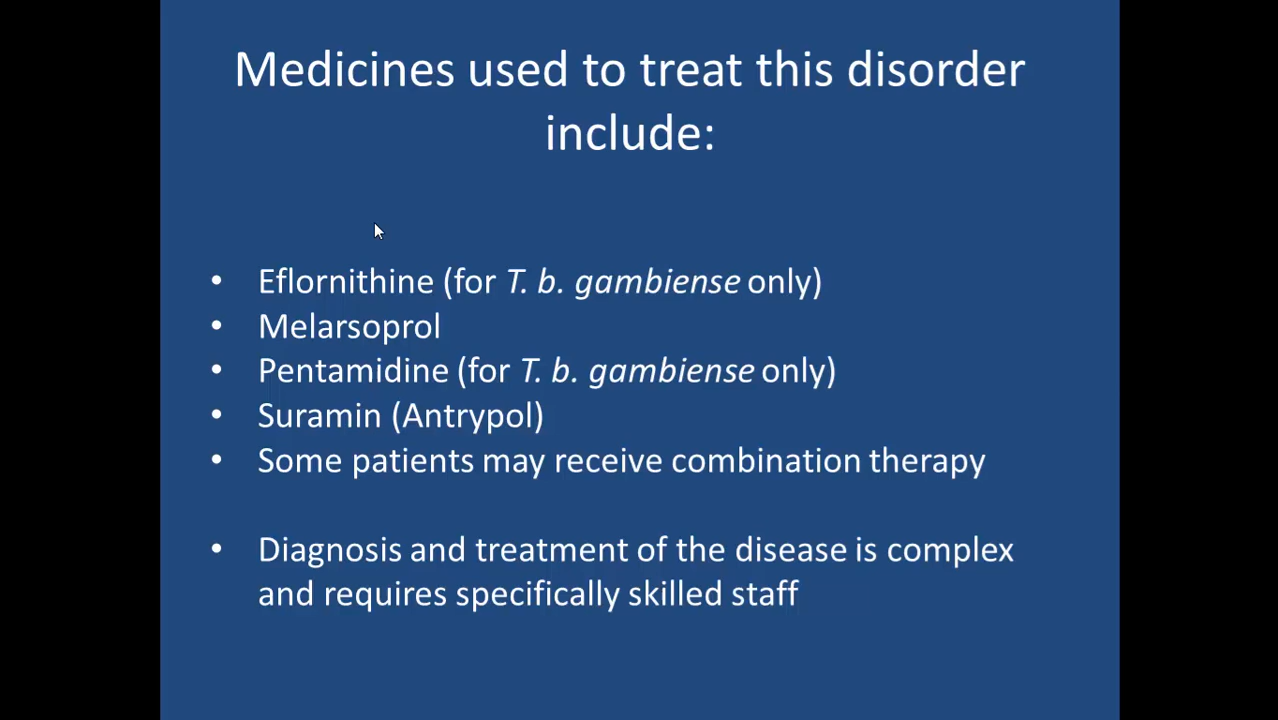 Medicines used to treat this disorder
include:
• Eflornithine (for T. b. gambiense only)
• Melarsoprol
• Pentamidine (for T. b. gambiense only)
• Suramin (Antrypol)
• Some patients may receive combination therapy
• Diagnosis and treatment of the disease is complex
and requires specifically skilled staff